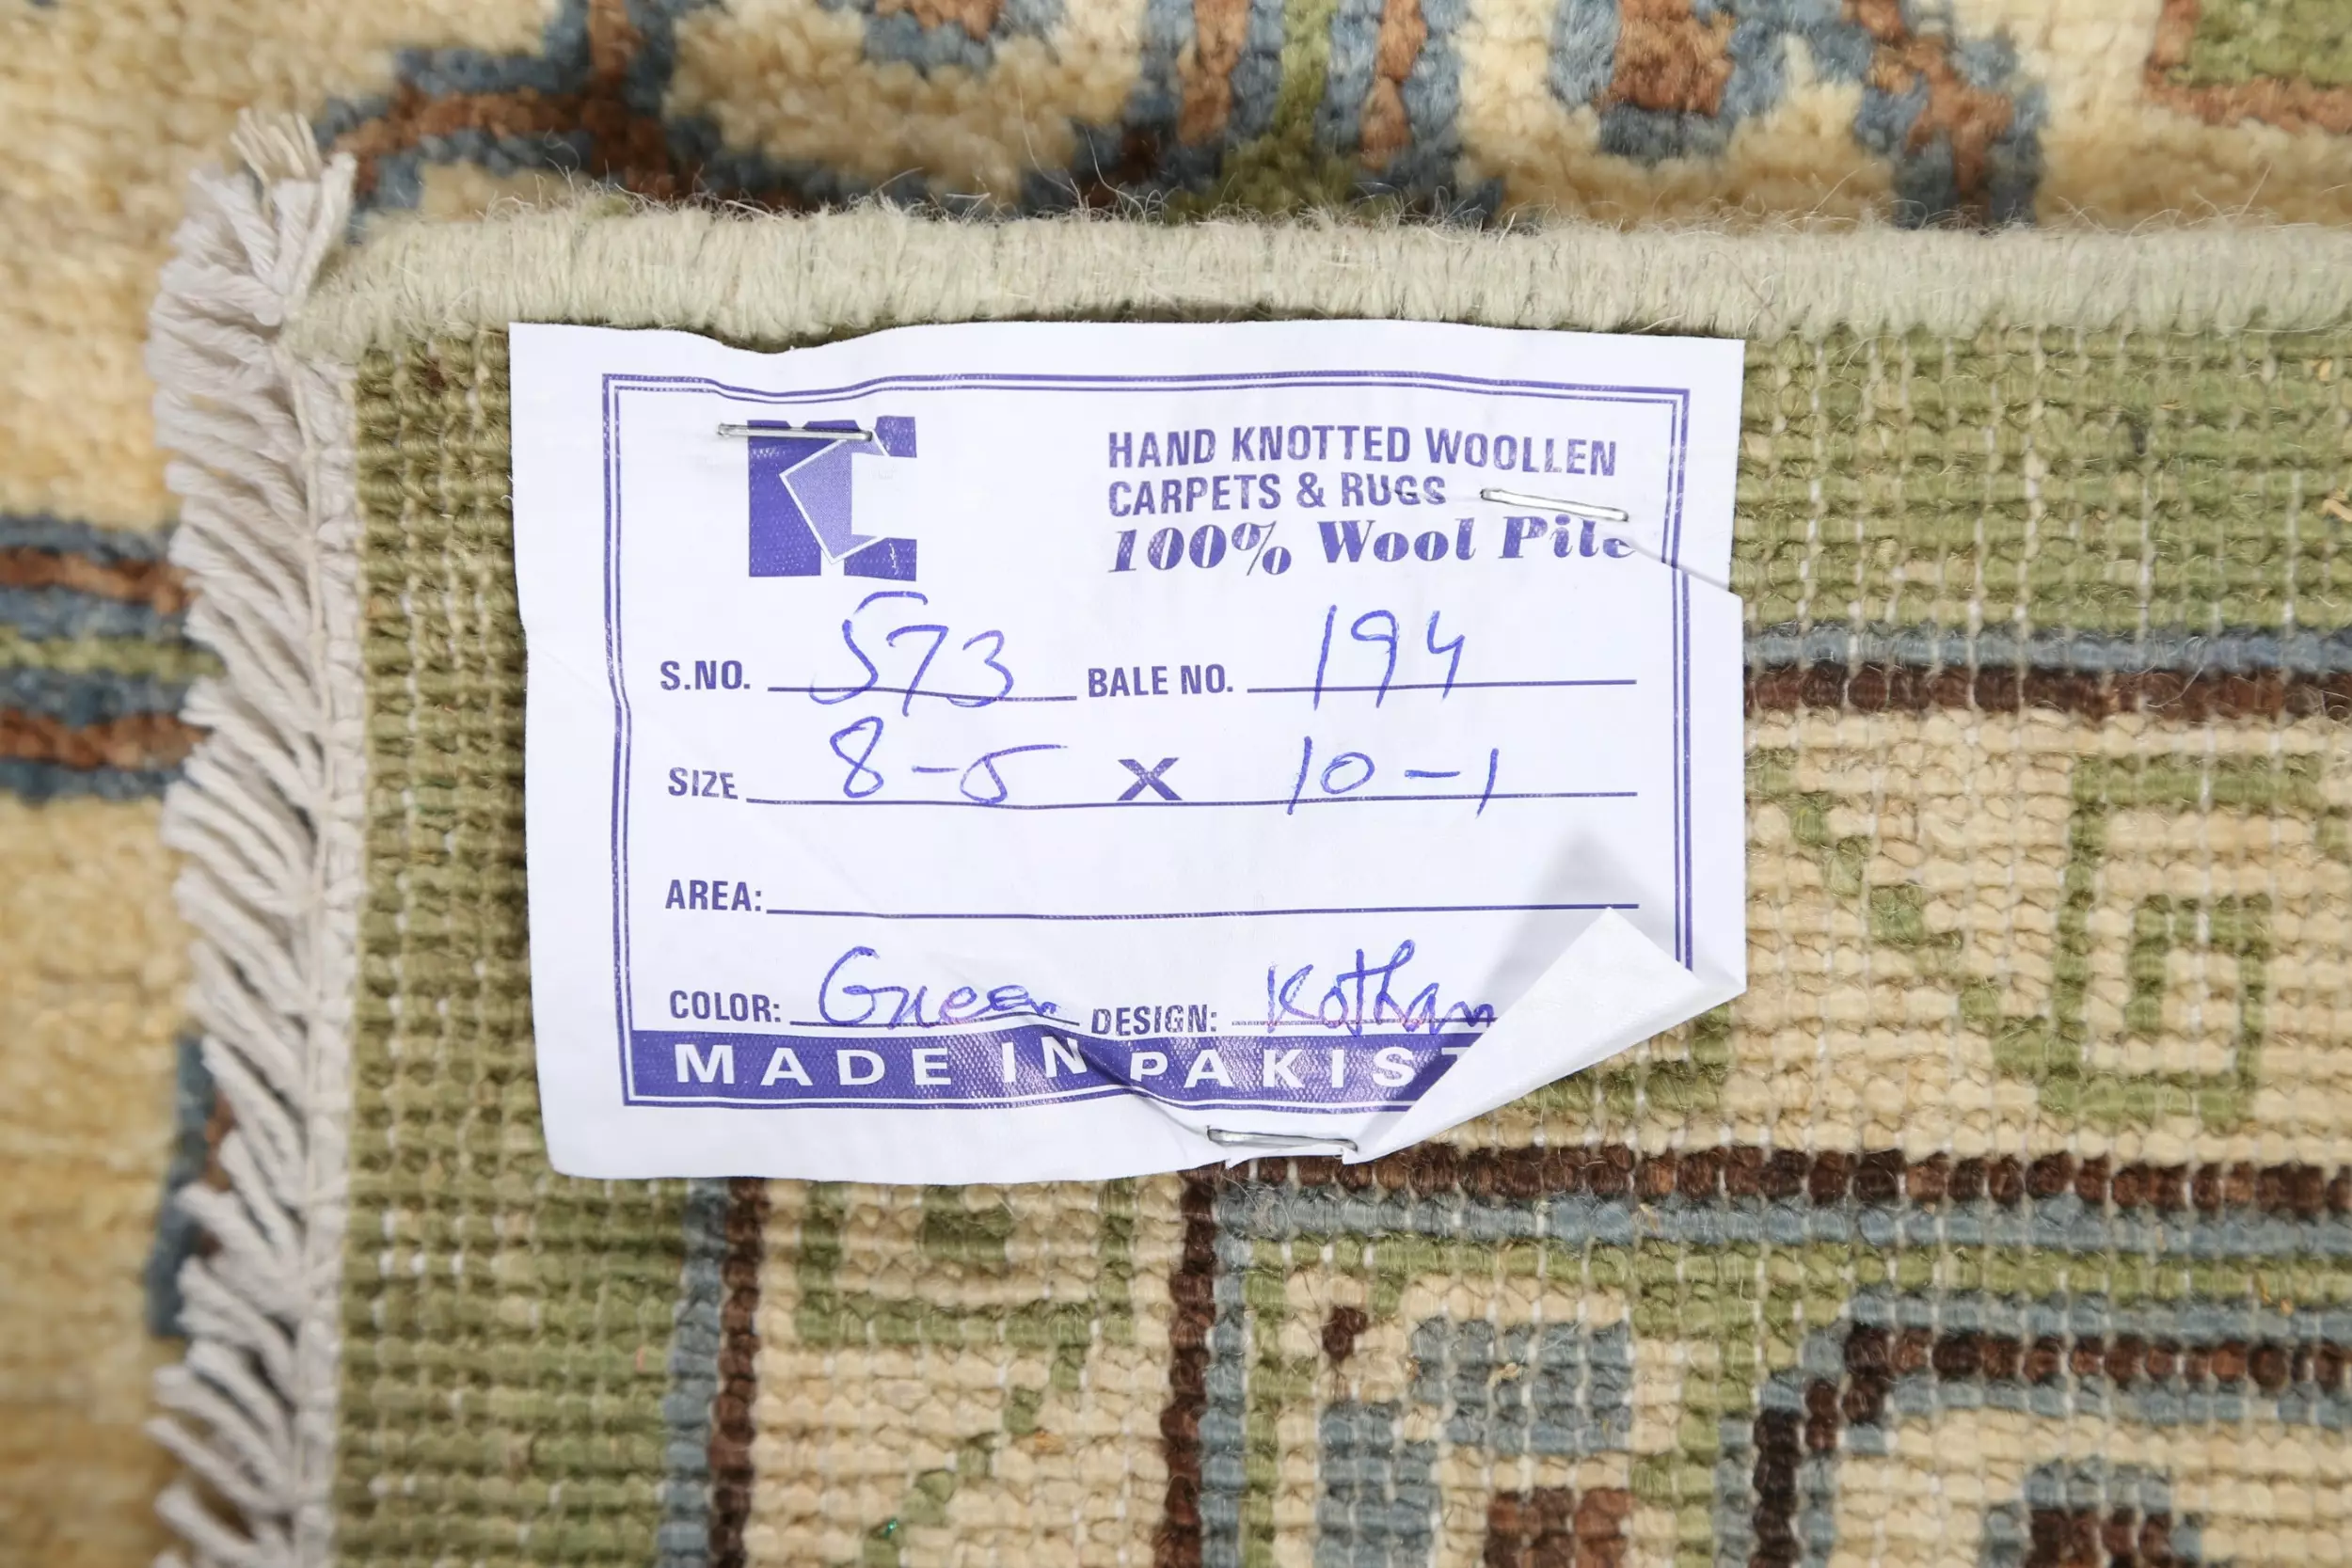 HAND KNOTTED WOOLLEN
CARPETS & RUGS
100% Wool Pile
S.NO. 573 BALE NO. 194
SIZE 8-5 X 10-1
AREA:
COLOR: Green DESIGN: Kothan
MADE IN PAKIST